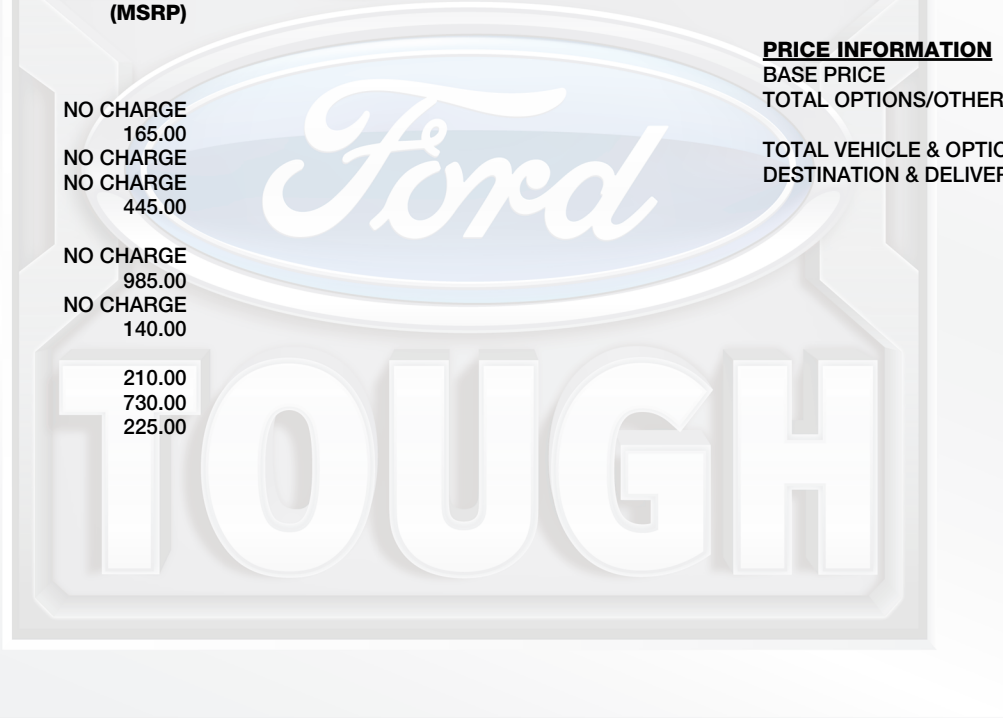 (MSRP)
NO CHARGE
165.00
NO CHARGE
NO CHARGE
445.00
NO CHARGE
985.00
NO CHARGE
140.00
210.00
730.00
225.00
PRICE INFORMATION
BASE PRICE
TOTAL OPTIONS/OTHER
TOTAL VEHICLE & OPTIO
DESTINATION & DELIVER
Ford
TOUGH